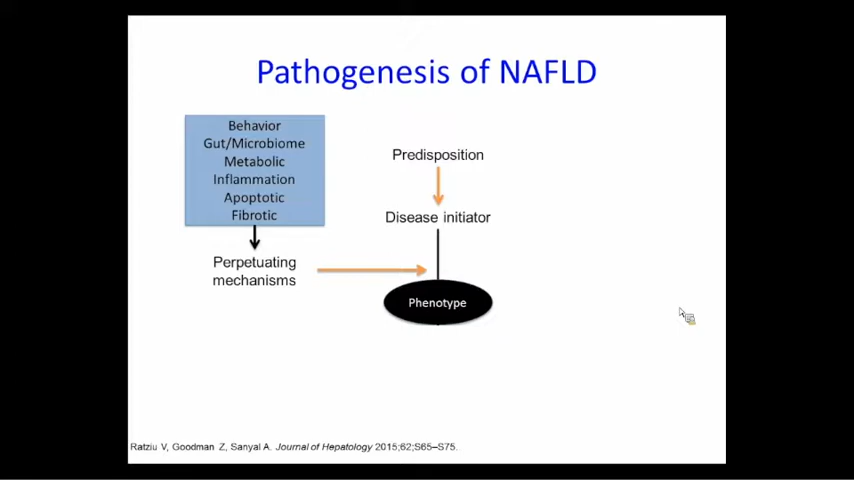 Pathogenesis of NAFLD
Behavior
Gut/Microbiome
Metabolic
Inflammation
Apoptotic
Fibrotic
Perpetuating
mechanisms
Predisposition
Disease initiator
Phenotype
Ratziu V, Goodman Z, Sanyal A. Journal of Hepatology 2015;62;S65–S75.